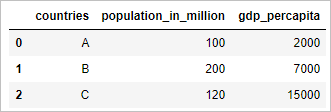 countries population_in_million gdp_percapita
0 A 100 2000
1 B 200 7000
2 C 120 15000